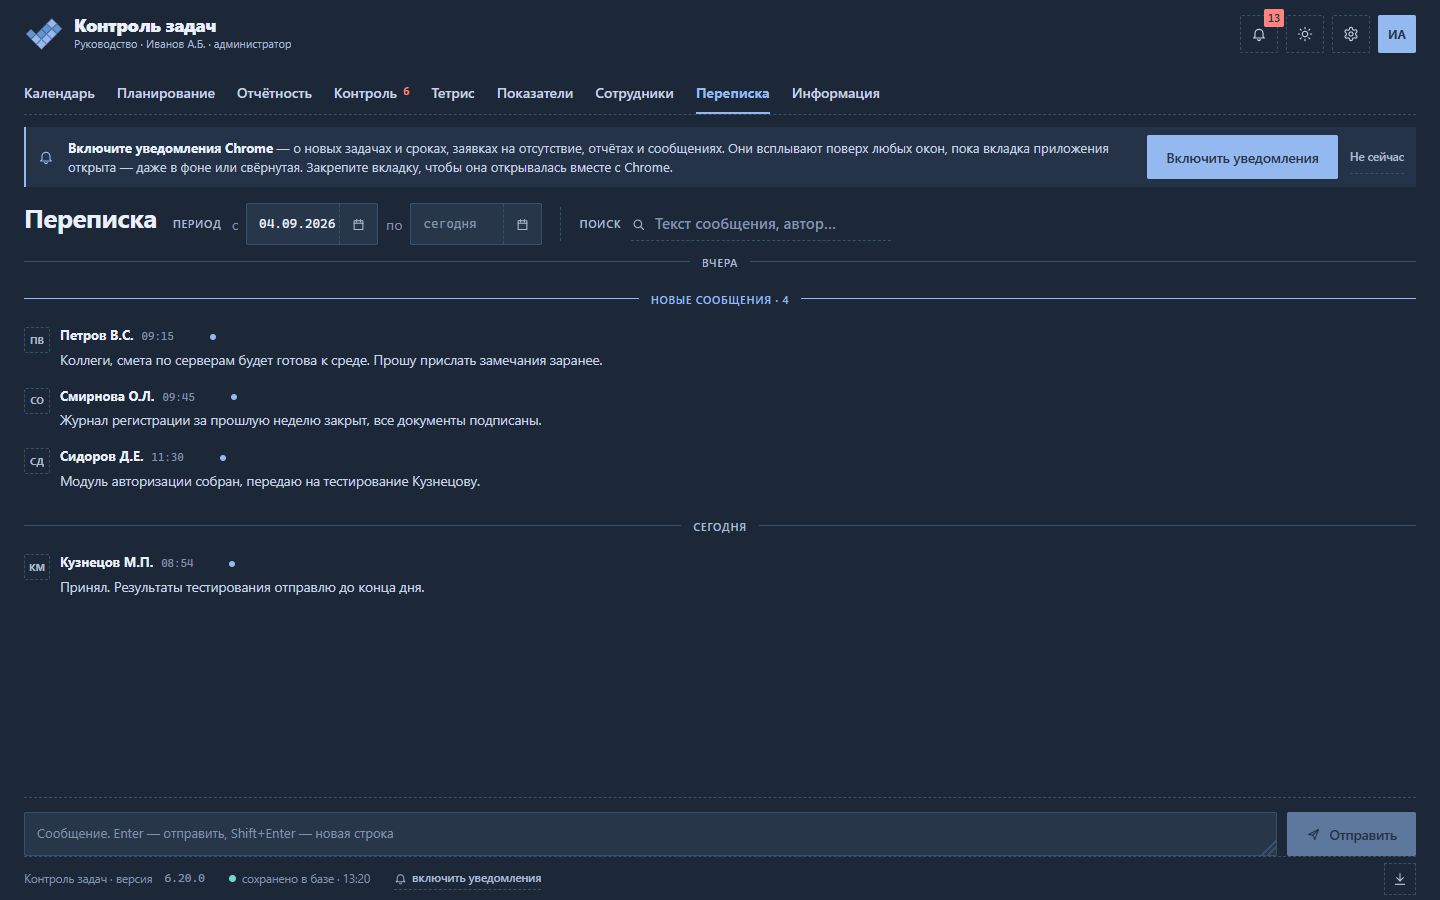 Контроль задач
Руководство · Иванов А.Б. · администратор
13
ИА
Календарь Планирование Отчётность Контроль 6 Тетрис Показатели Сотрудники Переписка Информация
Включите уведомления Chrome — о новых задачах и сроках, заявках на отсутствие, отчётах и сообщениях. Они всплывают поверх любых окон, пока вкладка приложения
открыта — даже в фоне или свёрнутая. Закрепите вкладку, чтобы она открывалась вместе с Chrome.
Включить уведомления
Не сейчас
Переписка ПЕРИОД с 04.09.2026 по сегодня ПОИСК Текст сообщения, автор...
ВЧЕРА
НОВЫЕ СООБЩЕНИЯ · 4
ПВ Петров В.С. 09:15
Коллеги, смета по серверам будет готова к среде. Прошу прислать замечания заранее.
СО Смирнова О.Л. 09:45
Журнал регистрации за прошлую неделю закрыт, все документы подписаны.
СД Сидоров Д.Е. 11:30
Модуль авторизации собран, передаю на тестирование Кузнецову.
СЕГОДНЯ
КМ Кузнецов М.П. 08:54
Принял. Результаты тестирования отправлю до конца дня.
Сообщение. Enter — отправить, Shift+Enter — новая строка
Отправить
Контроль задач · версия 6.20.0 сохранено в базе · 13:20 включить уведомления